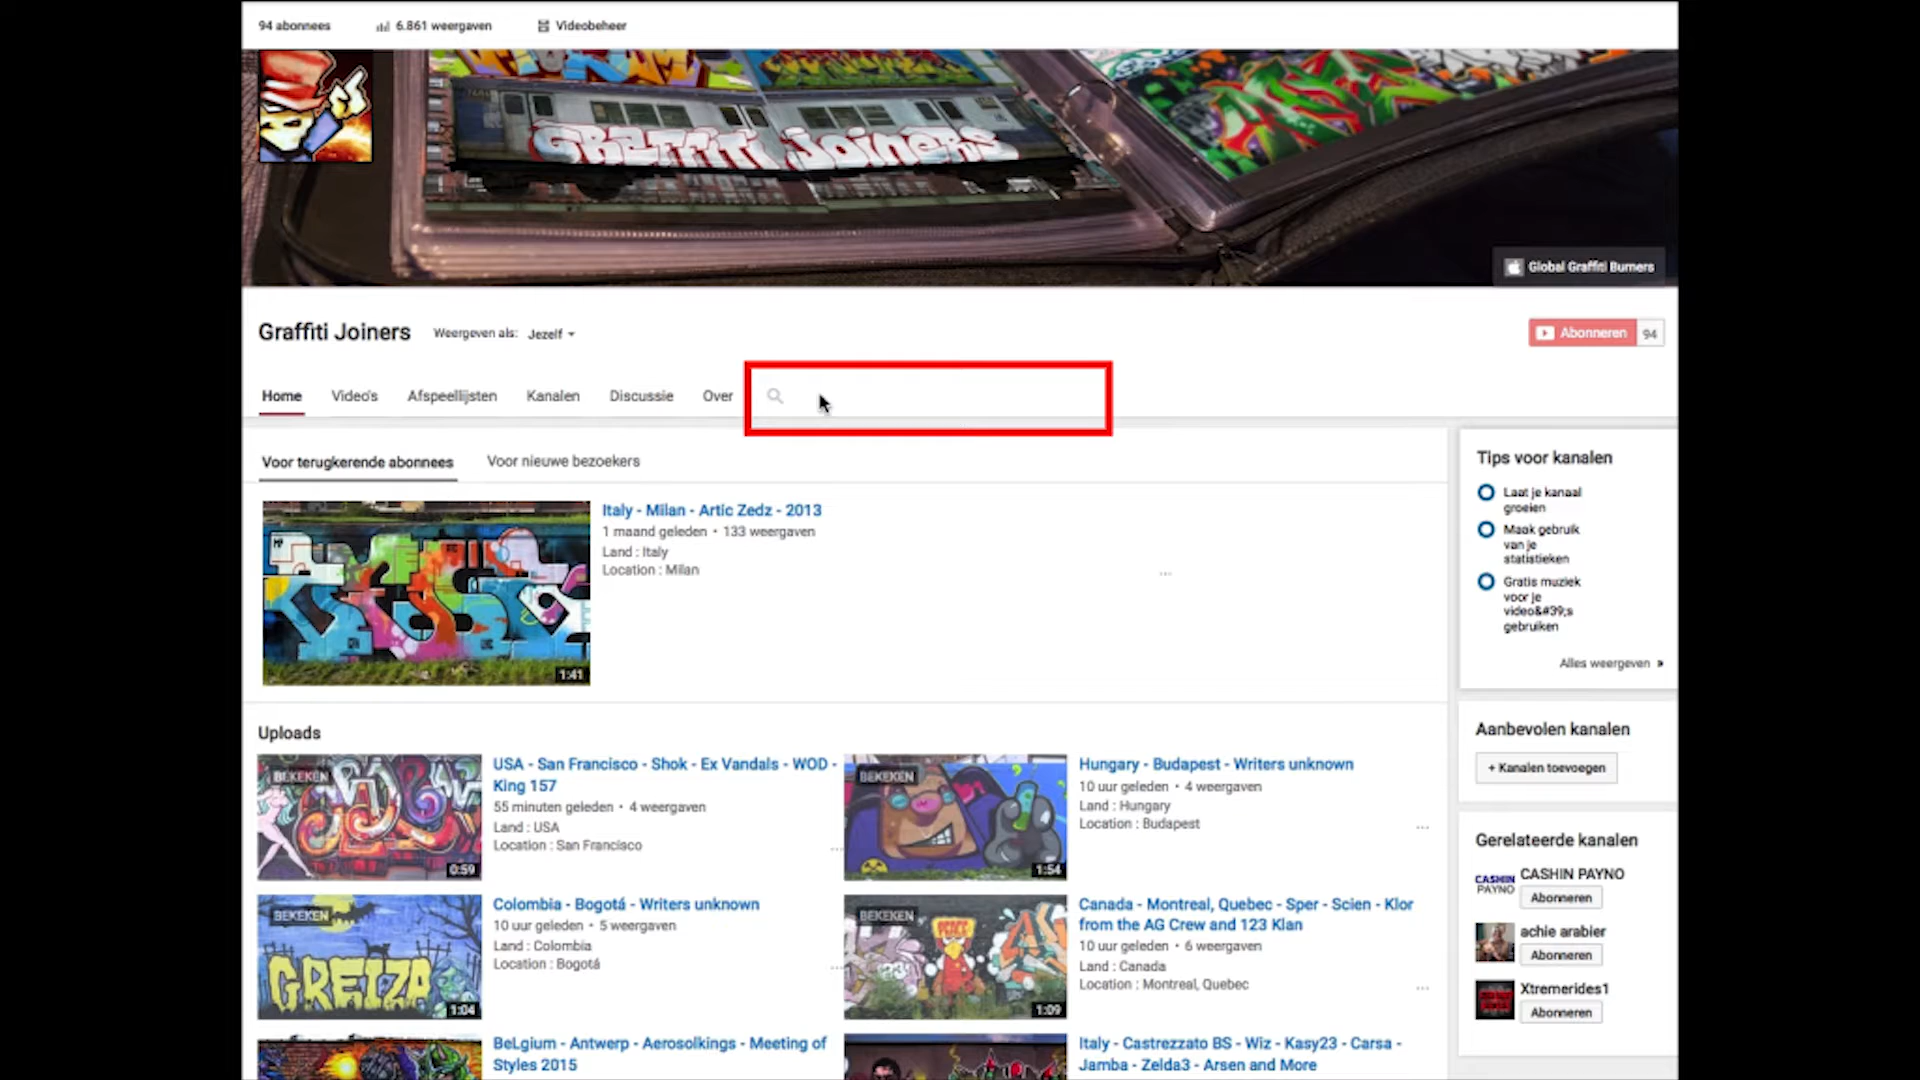 94 abonnees
6.861 weergaven
Videobeheer
GRAFFITI JOINERS
Global Graffiti Burners
Graffiti Joiners
Weergeven als: Jezelf
Abonneren 94
Home Video's Afspeellijsten Kanalen Discussie Over
Voor terugkerende abonnees Voor nieuwe bezoekers
Italy - Milan - Artic Zedz - 2013
1 maand geleden • 133 weergaven
Land : Italy
Location : Milan
...
1:41
Uploads
BEKEKEN
0:59
USA - San Francisco - Shok - Ex Vandals - WOD -
King 157
55 minuten geleden • 4 weergaven
Land : USA
Location : San Francisco
...
BEKEKEN
1:54
Hungary - Budapest - Writers unknown
10 uur geleden • 4 weergaven
Land : Hungary
Location : Budapest
...
BEKEKEN
GREIZA
1:04
Colombia - Bogotá - Writers unknown
10 uur geleden • 5 weergaven
Land : Colombia
Location : Bogotá
...
BEKEKEN
PEACE
1:09
Canada - Montreal, Quebec - Sper - Scien - Klor
from the AG Crew and 123 Klan
10 uur geleden • 6 weergaven
Land : Canada
Location : Montreal, Quebec
...
BeLgium - Antwerp - Aerosolkings - Meeting of
Styles 2015
Italy - Castrezzato BS - Wiz - Kasy23 - Carsa -
Jamba - Zelda3 - Arsen and More
Tips voor kanalen
Laat je kanaal
groeien
Maak gebruik
van je
statistieken
Gratis muziek
voor je
video&#39;s
gebruiken
Alles weergeven »
Aanbevolen kanalen
+ Kanalen toevoegen
Gerelateerde kanalen
CASHIN
PAYNO
CASHIN PAYNO
Abonneren
achie arabier
Abonneren
Xtremerides1
Abonneren